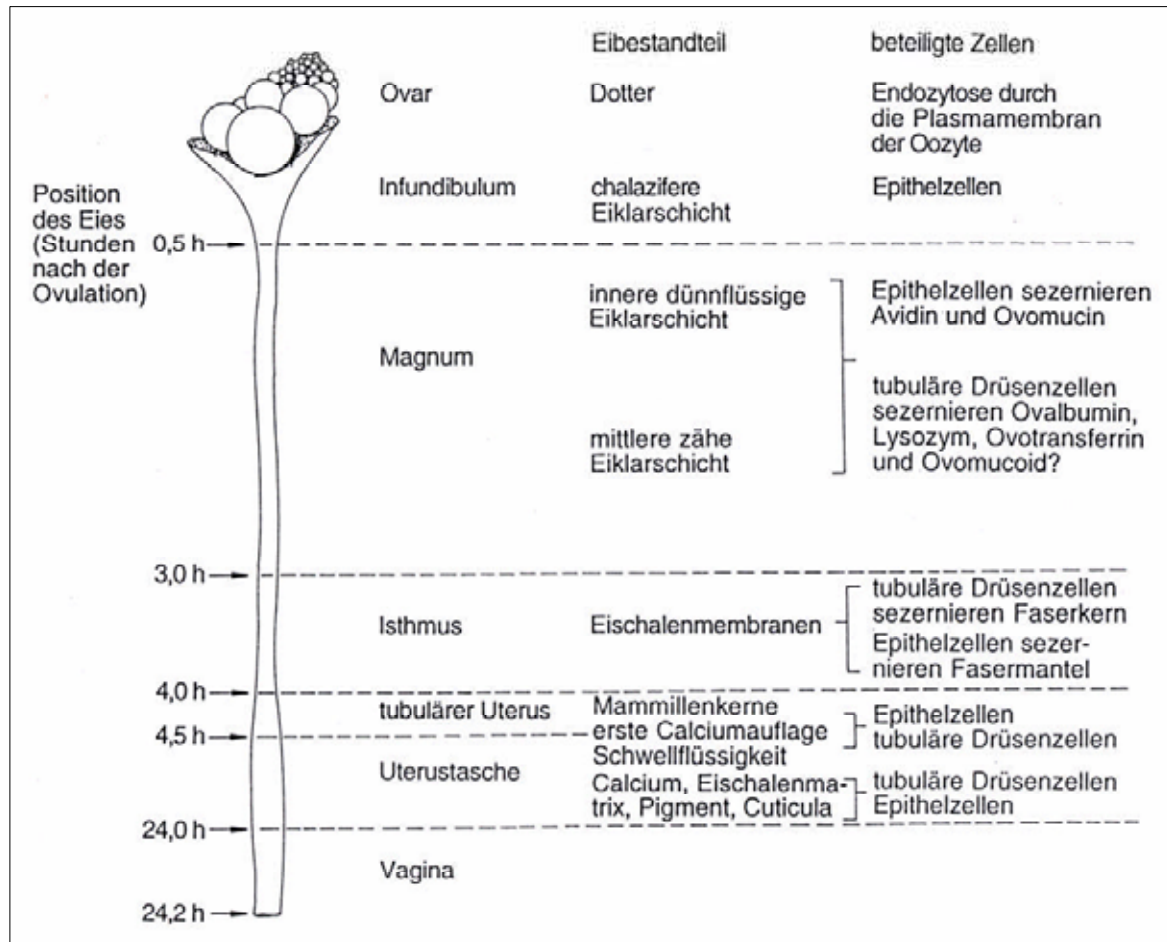 Eibestandteil
beteiligte Zellen
Ovar
Dotter
Endozytose durch
die Plasmamembran
der Oozyte
Position
des Eies
(Stunden
nach der
Ovulation)
Infundibulum
chalazifere
Eiklarschicht
Epithelzellen
0,5 h
Magnum
innere dünnflüssige
Eiklarschicht
mittlere zähe
Eiklarschicht
Epithelzellen sezernieren
Avidin und Ovomucin
tubuläre Drüsenzellen
sezernieren Ovalbumin,
Lysozym, Ovotransferrin
und Ovomucoid?
3,0 h
Isthmus
Eischalenmembranen
tubuläre Drüsenzellen
sezernieren Faserkern
Epithelzellen sezer-
nieren Fasermantel
4,0 h
tubulärer Uterus
Mammillenkerne
erste Calciumauflage
Schwellflüssigkeit
Epithelzellen
tubuläre Drüsenzellen
4,5 h
Uterustasche
Calcium, Eischalenma-
trix, Pigment, Cuticula
tubuläre Drüsenzellen
Epithelzellen
24,0 h
Vagina
24,2 h